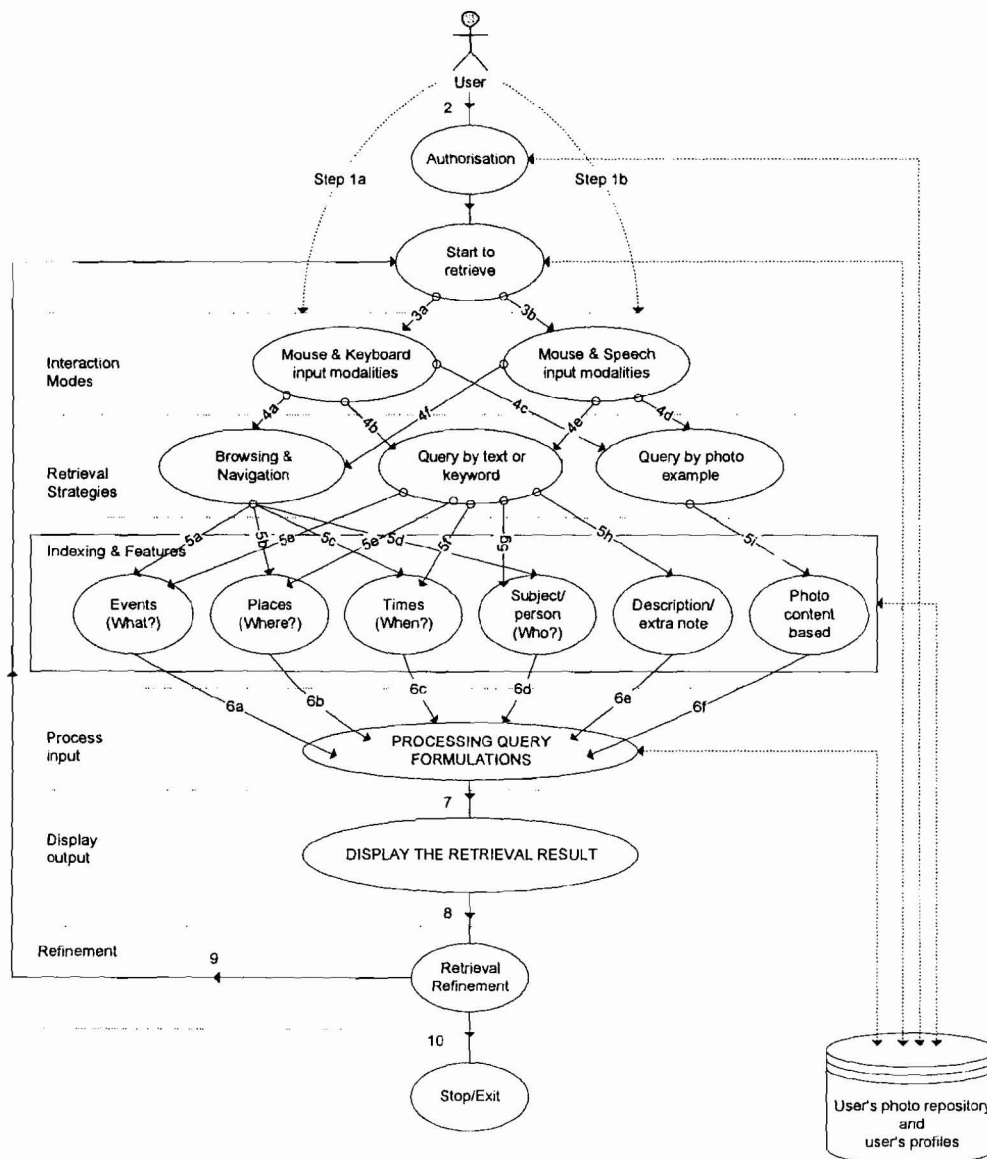 User
2
Authorisation
Step 1a
Step 1b
Start to
retrieve
3a
3b
Interaction
Modes
Mouse & Keyboard
input modalities
Mouse & Speech
input modalities
4a
4b
4f
4c
4e
4d
Retrieval
Strategies
Browsing &
Navigation
Query by text or
keyword
Query by photo
example
Indexing & Features
5a
5b
5e
5c
5d
5e
5f
5g
5h
5i
Events
(What?)
Places
(Where?)
Times
(When?)
Subject/
person
(Who?)
Description/
extra note
Photo
content
based
6a
6b
6c
6d
6e
6f
Process
input
PROCESSING QUERY
FORMULATIONS
7
Display
output
DISPLAY THE RETRIEVAL RESULT
8
Refinement
9
Retrieval
Refinement
10
Stop/Exit
User's photo repository
and
user's profiles